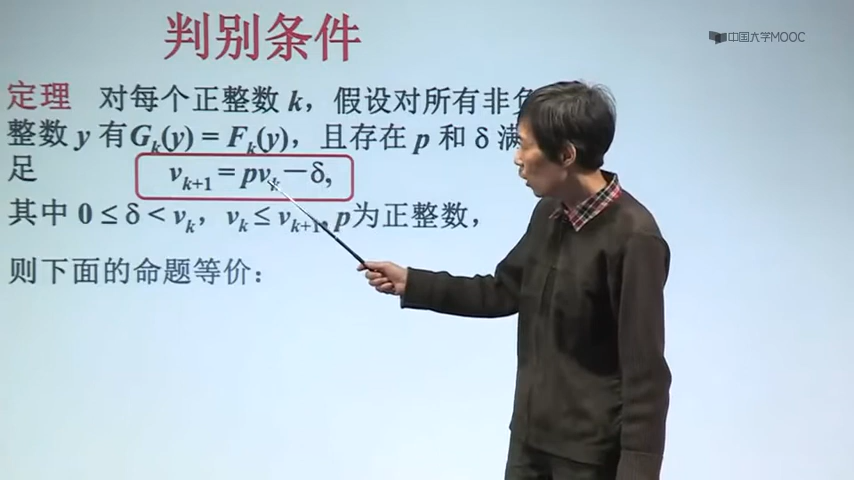 判别条件
中国大学MOOC
定理 对每个正整数 k，假设对所有非
整数 y 有 Gk(y) = Fk(y)，且存在 p 和 δ 满
足 vk+1 = pvk－δ,
其中 0 ≤ δ < vk，vk ≤ vk+1, p为正整数，
则下面的命题等价：